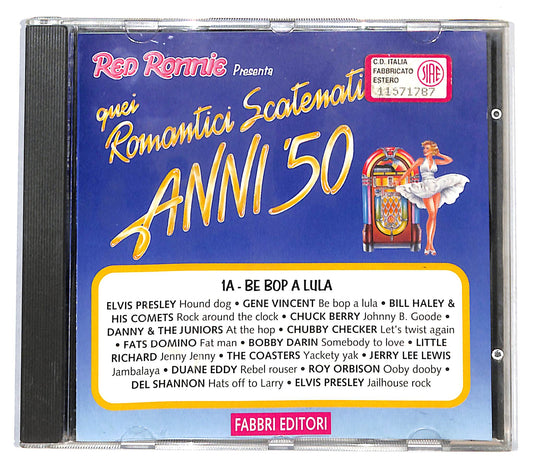 RED RONNIE Presenta
C.D. ITALIA
FABBRICATO
ESTERO
SIAE
11571787
quei
Romantici Scatenati
ANNI '50
1A - BE BOP A LULA
ELVIS PRESLEY Hound dog • GENE VINCENT Be bop a lula • BILL HALEY &
HIS COMETS Rock around the clock • CHUCK BERRY Johnny B. Goode •
DANNY & THE JUNIORS At the hop • CHUBBY CHECKER Let's twist again
• FATS DOMINO Fat man • BOBBY DARIN Somebody to love • LITTLE
RICHARD Jenny Jenny • THE COASTERS Yackety yak • JERRY LEE LEWIS
Jambalaya • DUANE EDDY Rebel rouser • ROY ORBISON Ooby dooby •
DEL SHANNON Hats off to Larry • ELVIS PRESLEY Jailhouse rock
FABBRI EDITORI